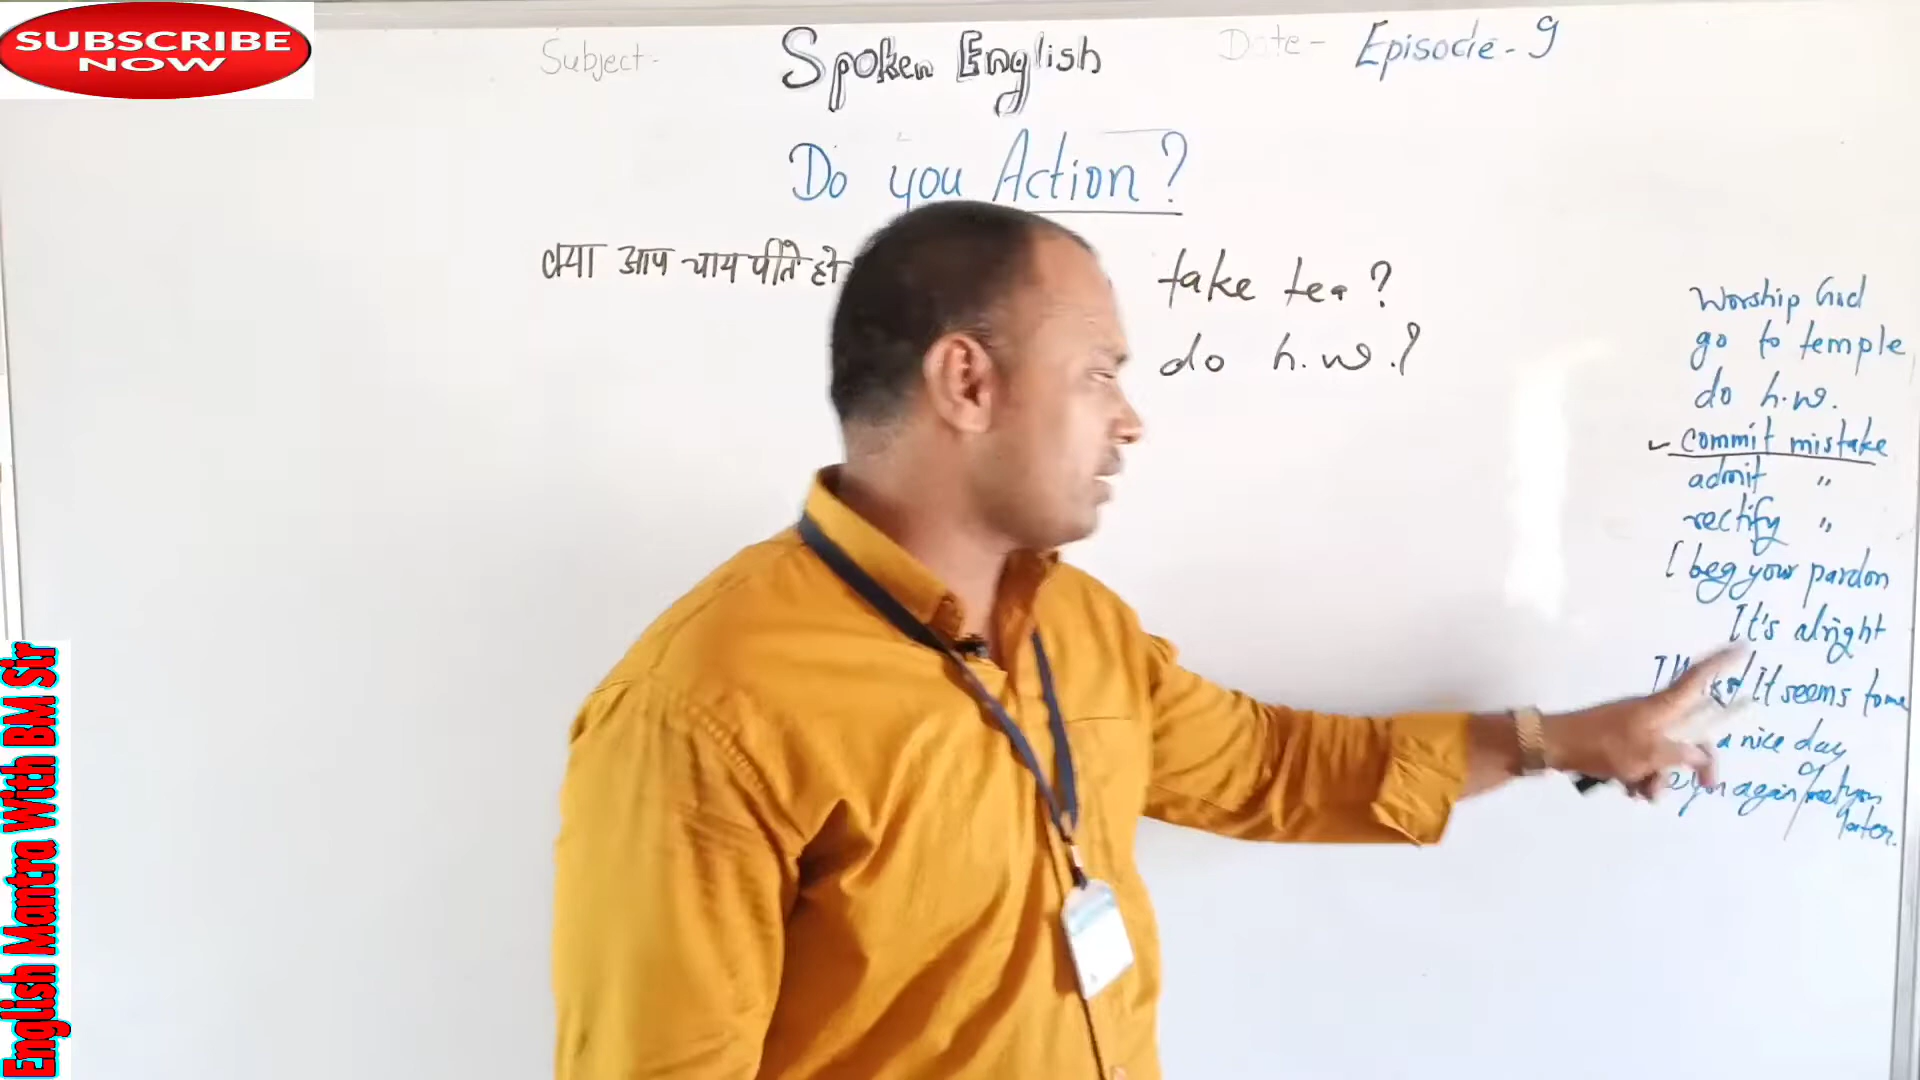 SUBSCRIBE
NOW
Subject- Spoken English Date- Episode-9
Do you Action?
क्या आप चाय पीते हो take tea?
do h.w.?
Worship God
go to temple
do h.w.
commit mistake
admit "
rectify "
I beg your pardon
It's alright
It seems to me
a nice day
again meet you
later.
English Mantra With BM Sir